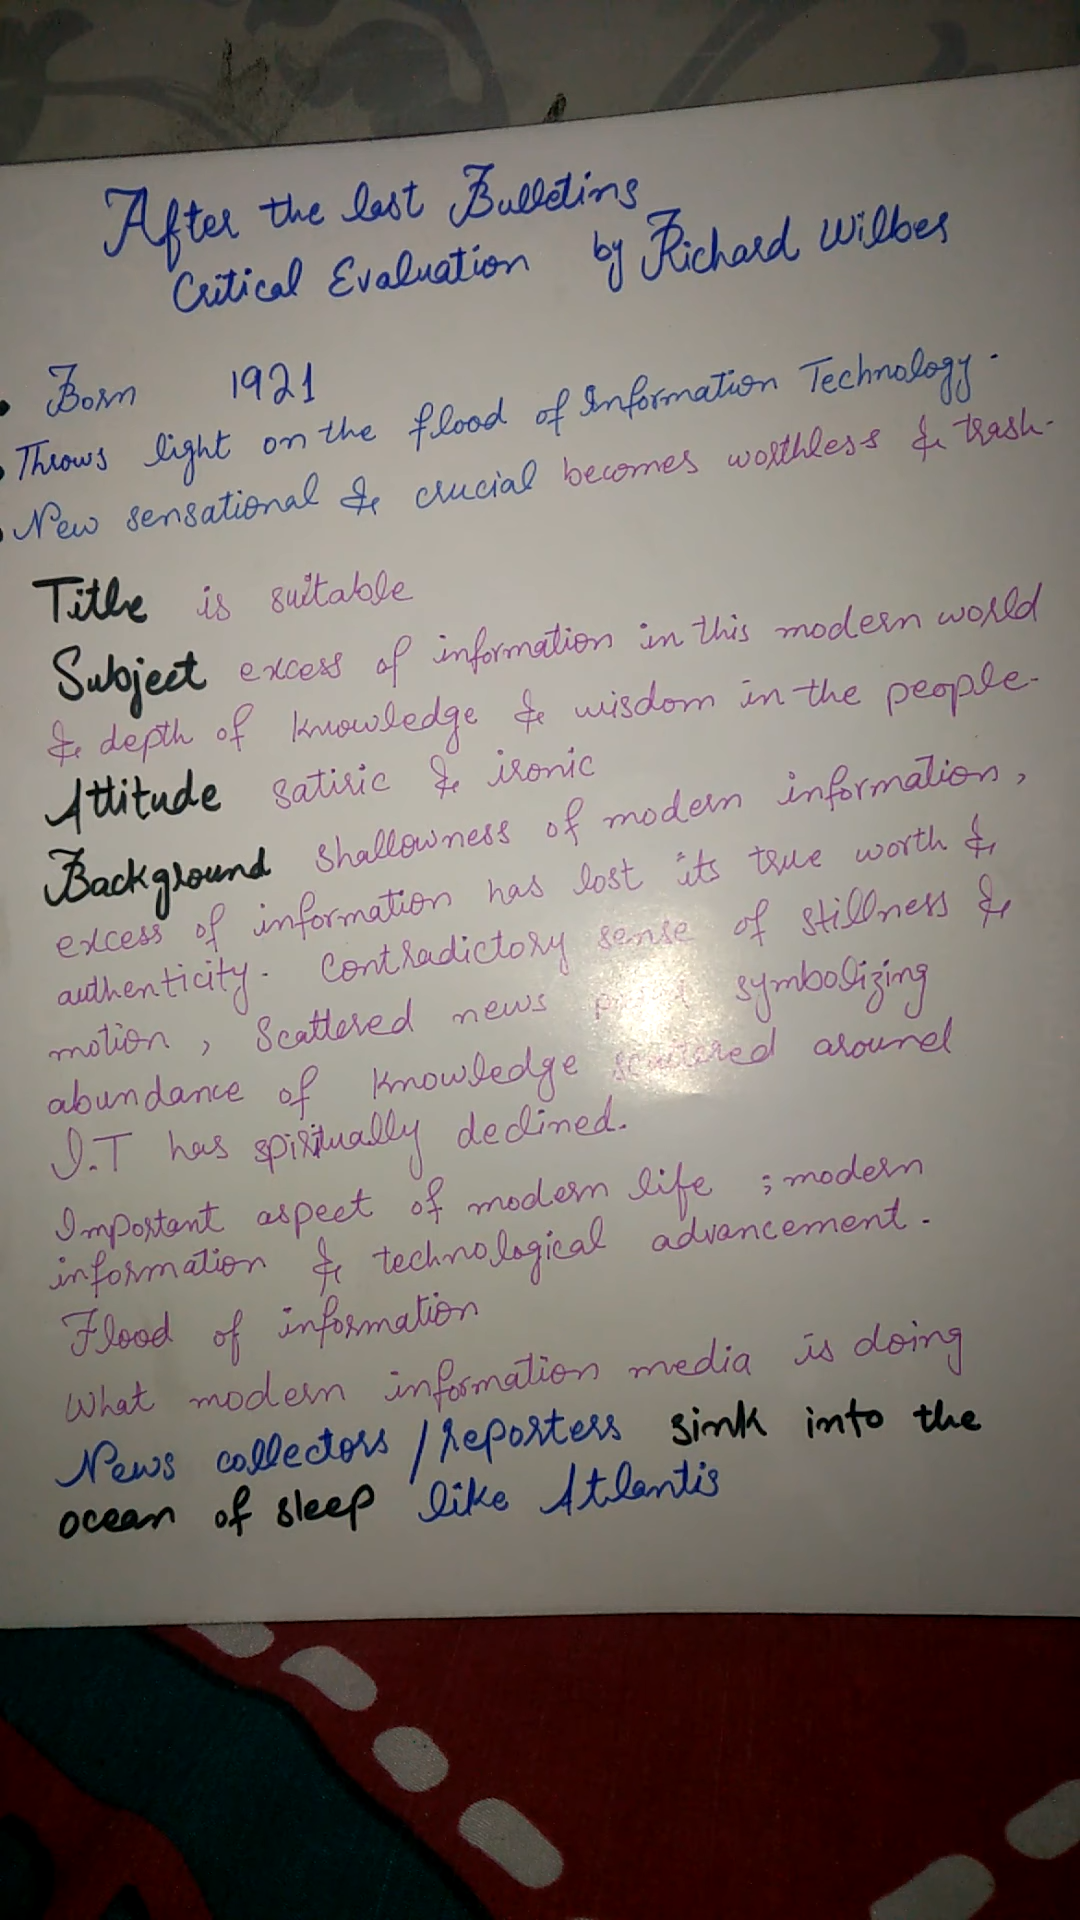 After the last Bulletins
Critical Evaluation by Richard Wilber
Born 1921
Throws light on the flood of Information Technology.
New sensational & crucial becomes worthless & trash.
Title is suitable
Subject excess of information in this modern world
& depth of knowledge & wisdom in the people.
Attitude satiric & ironic
Background Shallowness of modern information,
excess of information has lost its true worth &
authenticity. Contradictory sense of stillness &
motion, Scattered news symbolizing
abundance of knowledge scattered around
I.T has spiritually declined.
Important aspect of modern life ; modern
information & technological advancement.
Flood of information
What modern information media is doing
News collectors / reporters sink into the
ocean of sleep like Atlantis